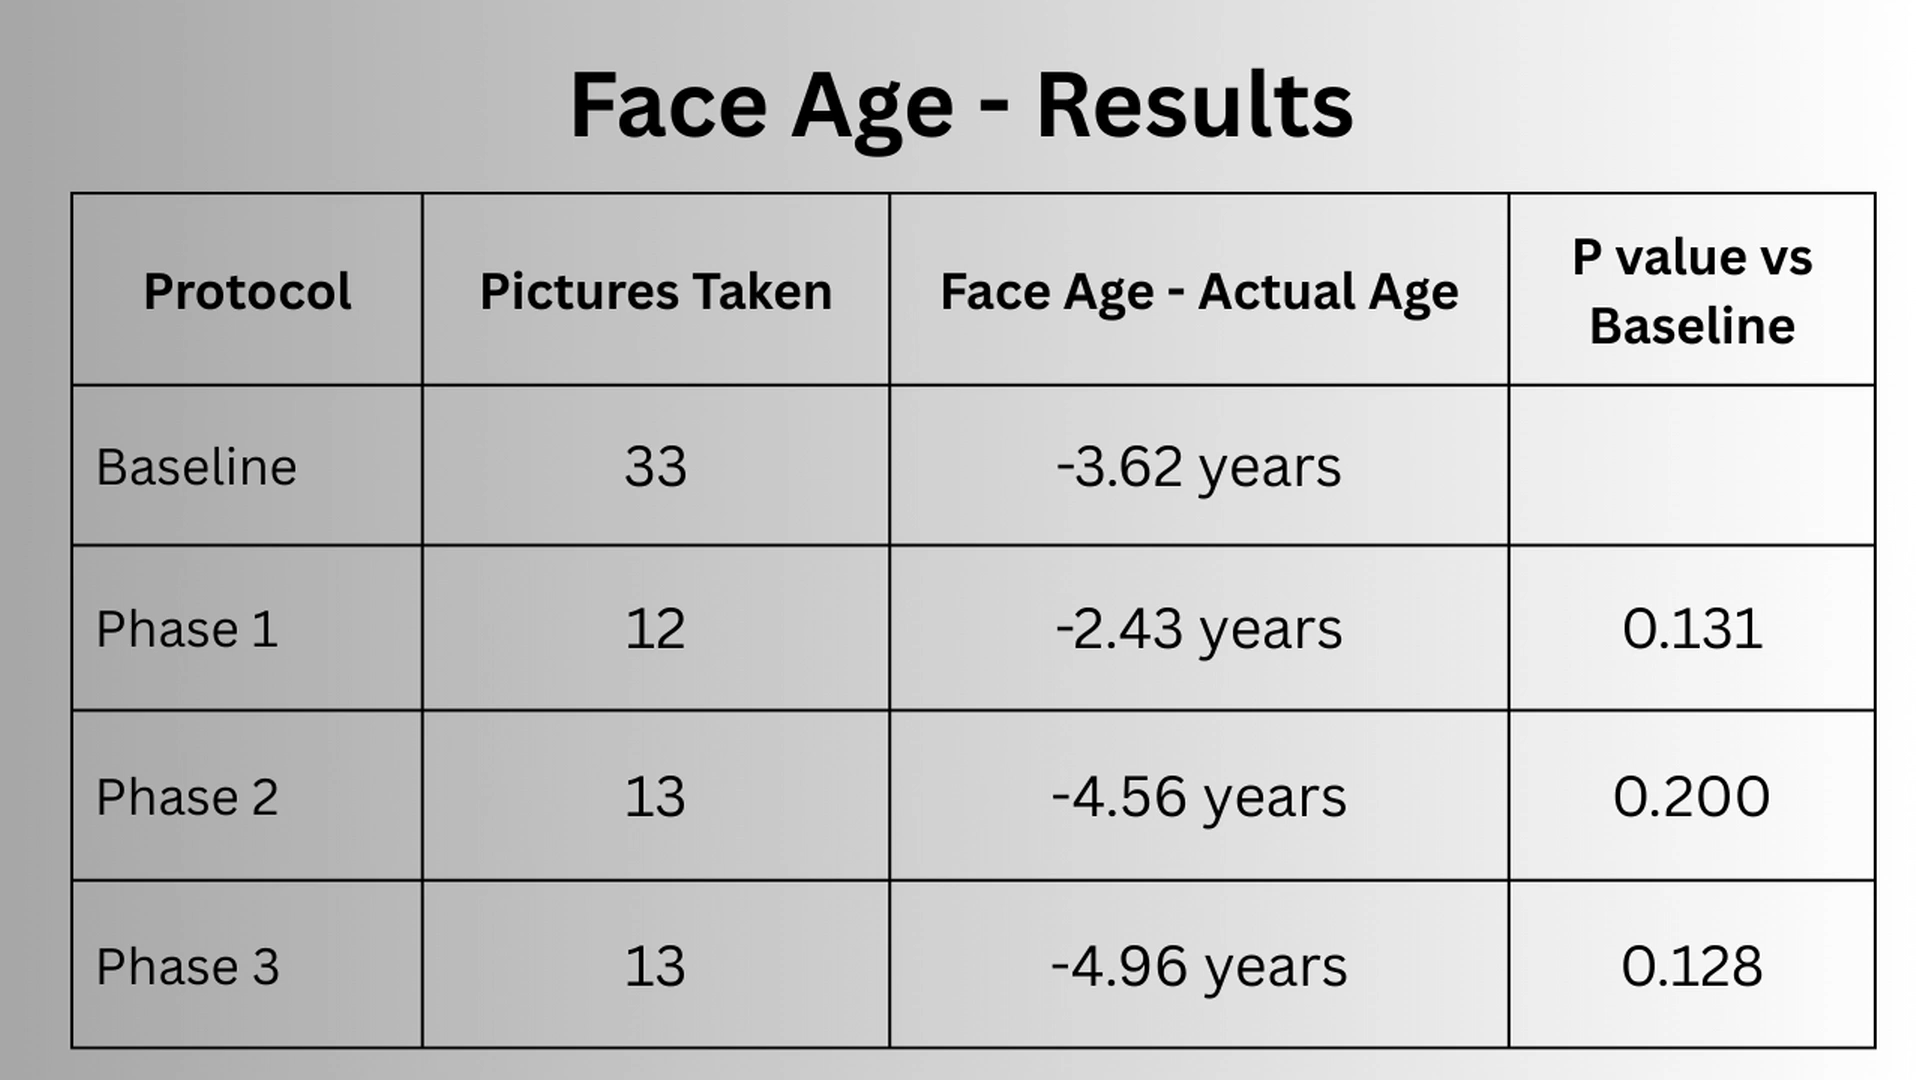 Face Age - Results
Protocol
Pictures Taken
Face Age - Actual Age
P value vs
Baseline
Baseline
33
-3.62 years
Phase 1
12
-2.43 years
0.131
Phase 2
13
-4.56 years
0.200
Phase 3
13
-4.96 years
0.128